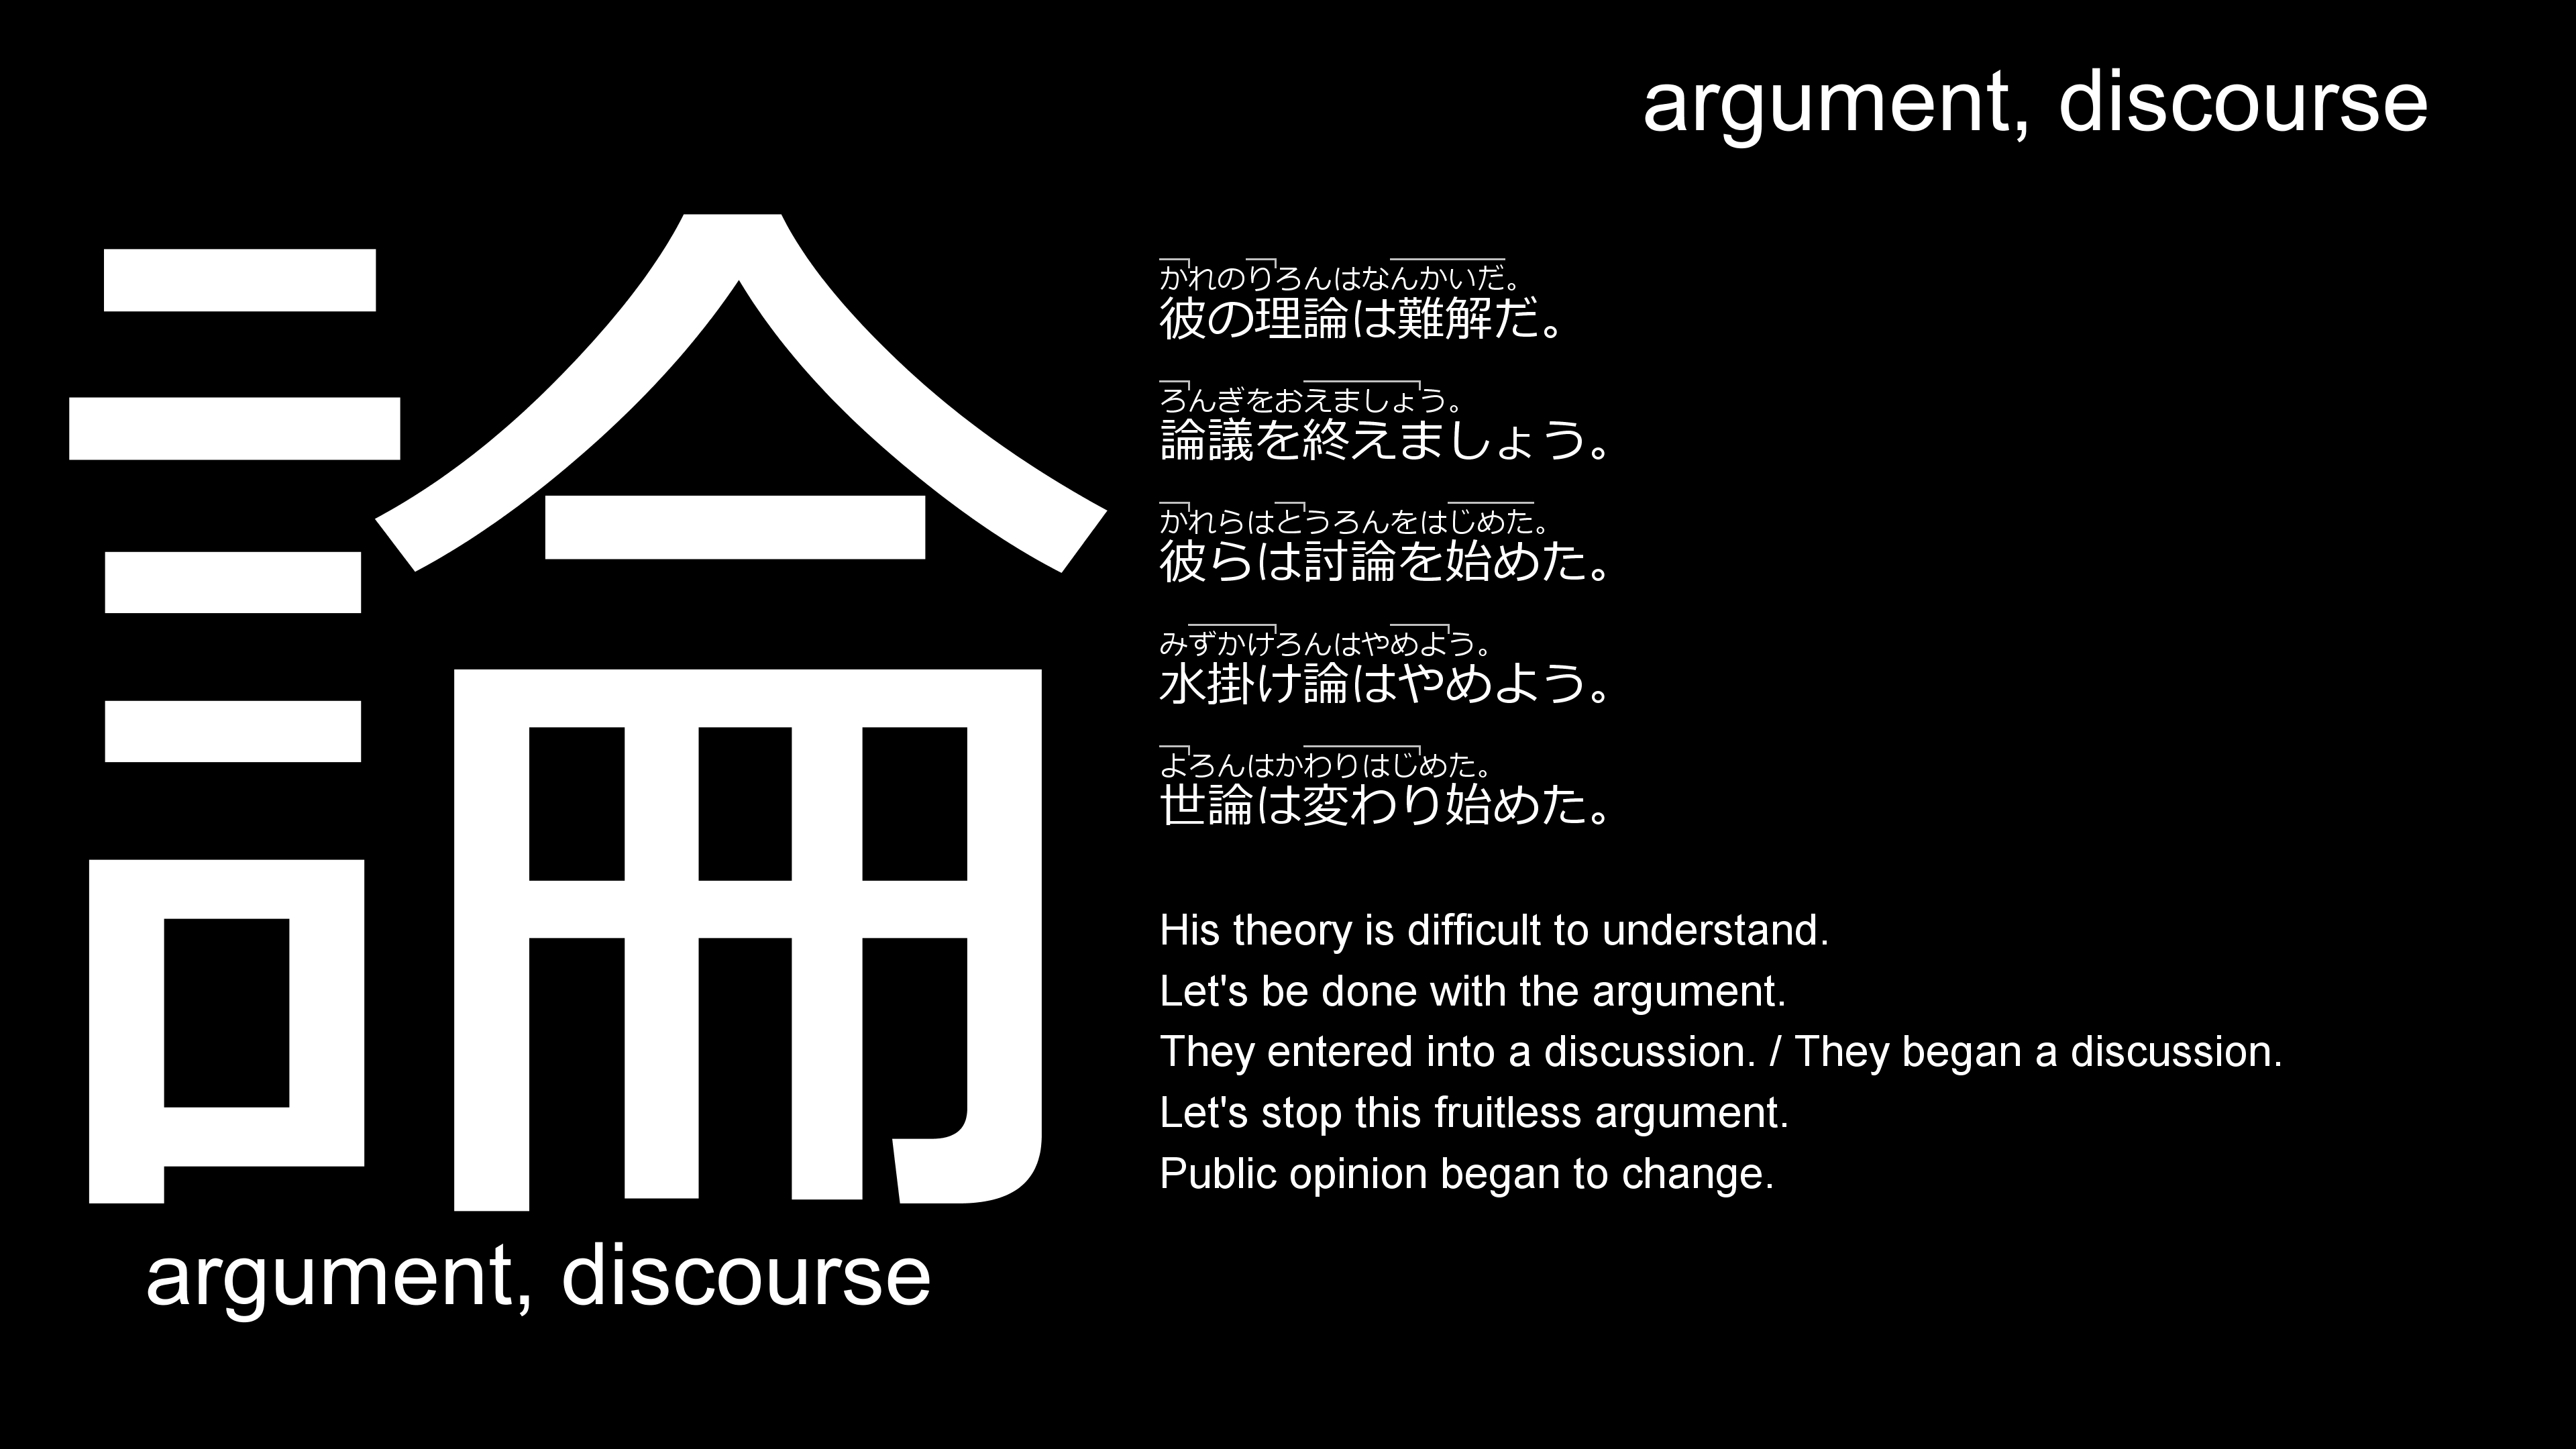 argument, discourse
論
argument, discourse
かれのりろんはなんかいだ。
彼の理論は難解だ。
ろんぎをおえましょう。
論議を終えましょう。
かれらはとうろんをはじめた。
彼らは討論を始めた。
みずかけろんはやめよう。
水掛け論はやめよう。
よろんはかわりはじめた。
世論は変わり始めた。
His theory is difficult to understand.
Let's be done with the argument.
They entered into a discussion. / They began a discussion.
Let's stop this fruitless argument.
Public opinion began to change.